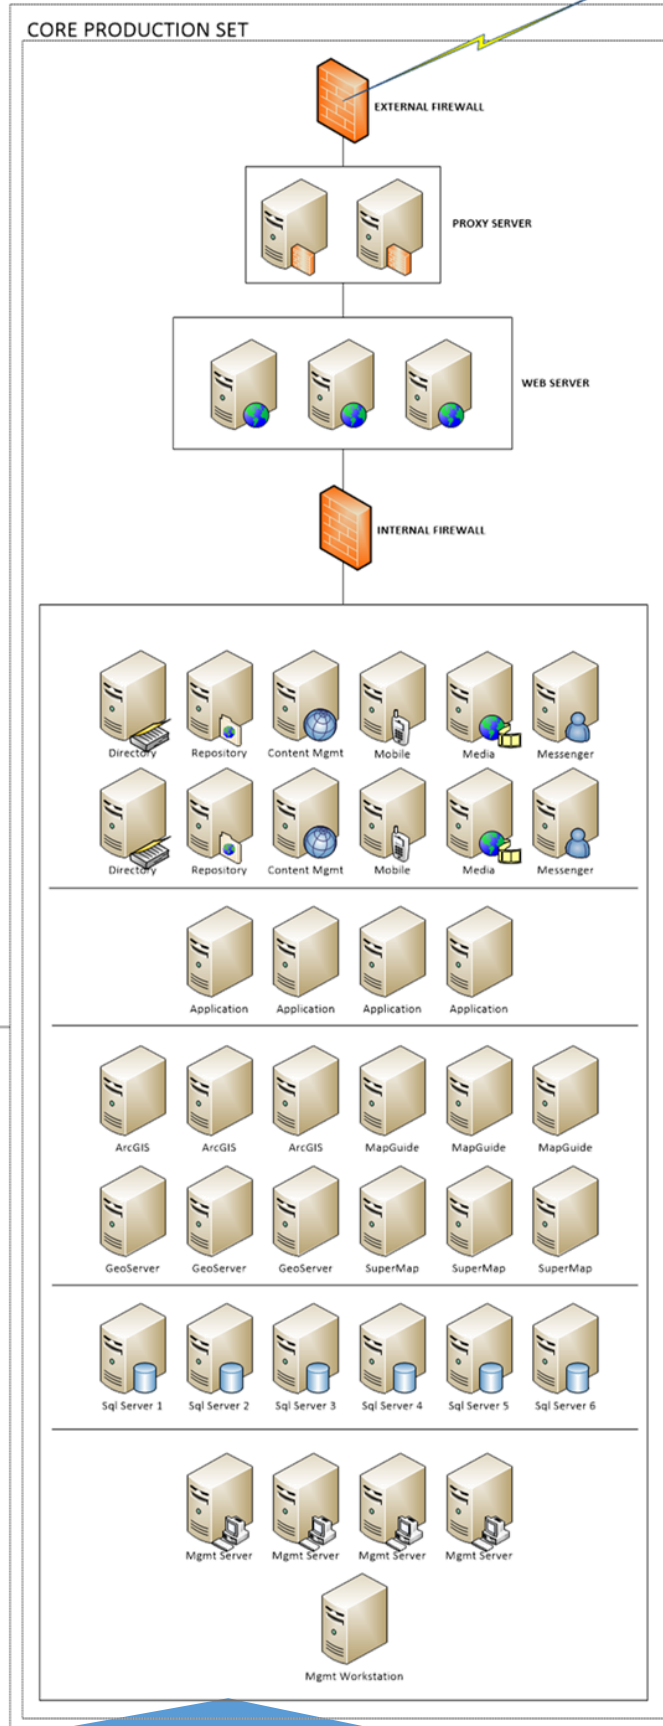 CORE PRODUCTION SET
EXTERNAL FIREWALL
PROXY SERVER
WEB SERVER
INTERNAL FIREWALL
Directory Repository Content Mgmt Mobile Media Messenger
Directory Repository Content Mgmt Mobile Media Messenger
Application Application Application Application
ArcGIS ArcGIS ArcGIS MapGuide MapGuide MapGuide
GeoServer GeoServer GeoServer SuperMap SuperMap SuperMap
Sql Server 1 Sql Server 2 Sql Server 3 Sql Server 4 Sql Server 5 Sql Server 6
Mgmt Server Mgmt Server Mgmt Server Mgmt Server
Mgmt Workstation